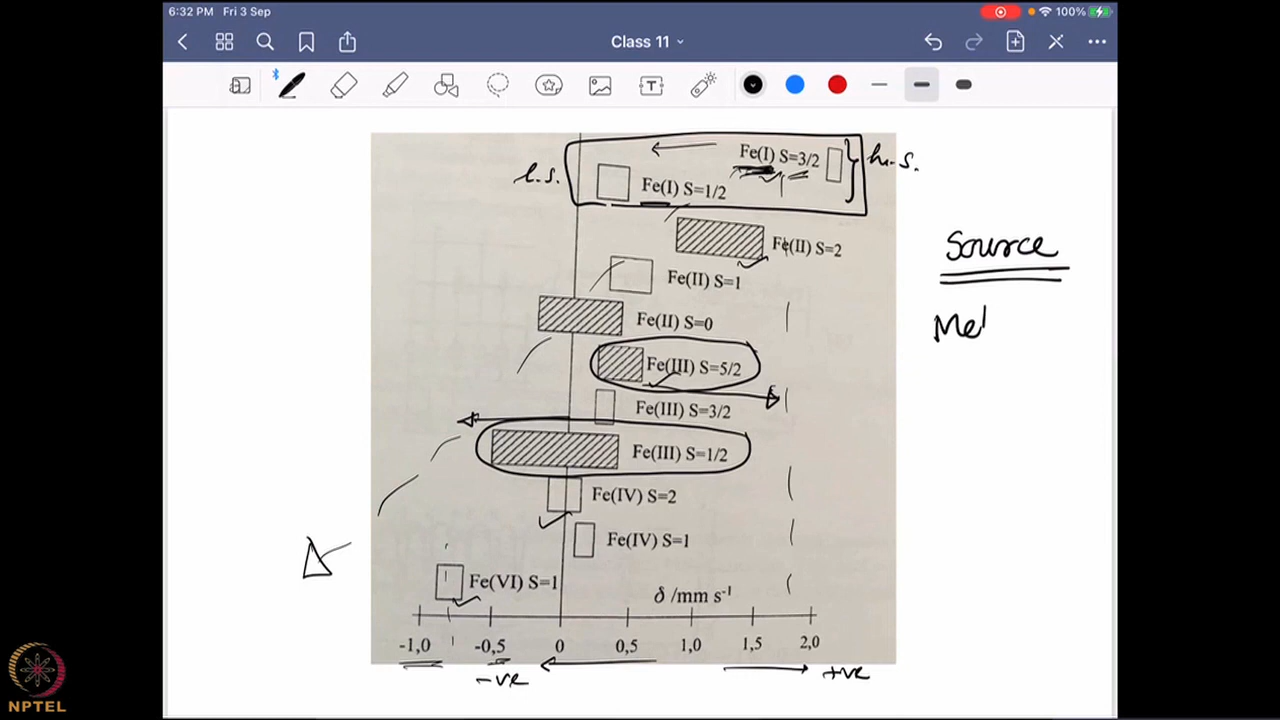 6:32 PM Fri 3 Sep
100%
Class 11
Fe(I) S=3/2
h.s.
l.s.
Fe(I) S=1/2
Fe(II) S=2
Source
Fe(II) S=1
Fe(II) S=0
Met
Fe(III) S=5/2
Fe(III) S=3/2
Fe(III) S=1/2
Fe(IV) S=2
Fe(IV) S=1
Fe(VI) S=1
δ /mm s⁻¹
-1,0 -0,5 0 0,5 1,0 1,5 2,0
-ve +ve
NPTEL